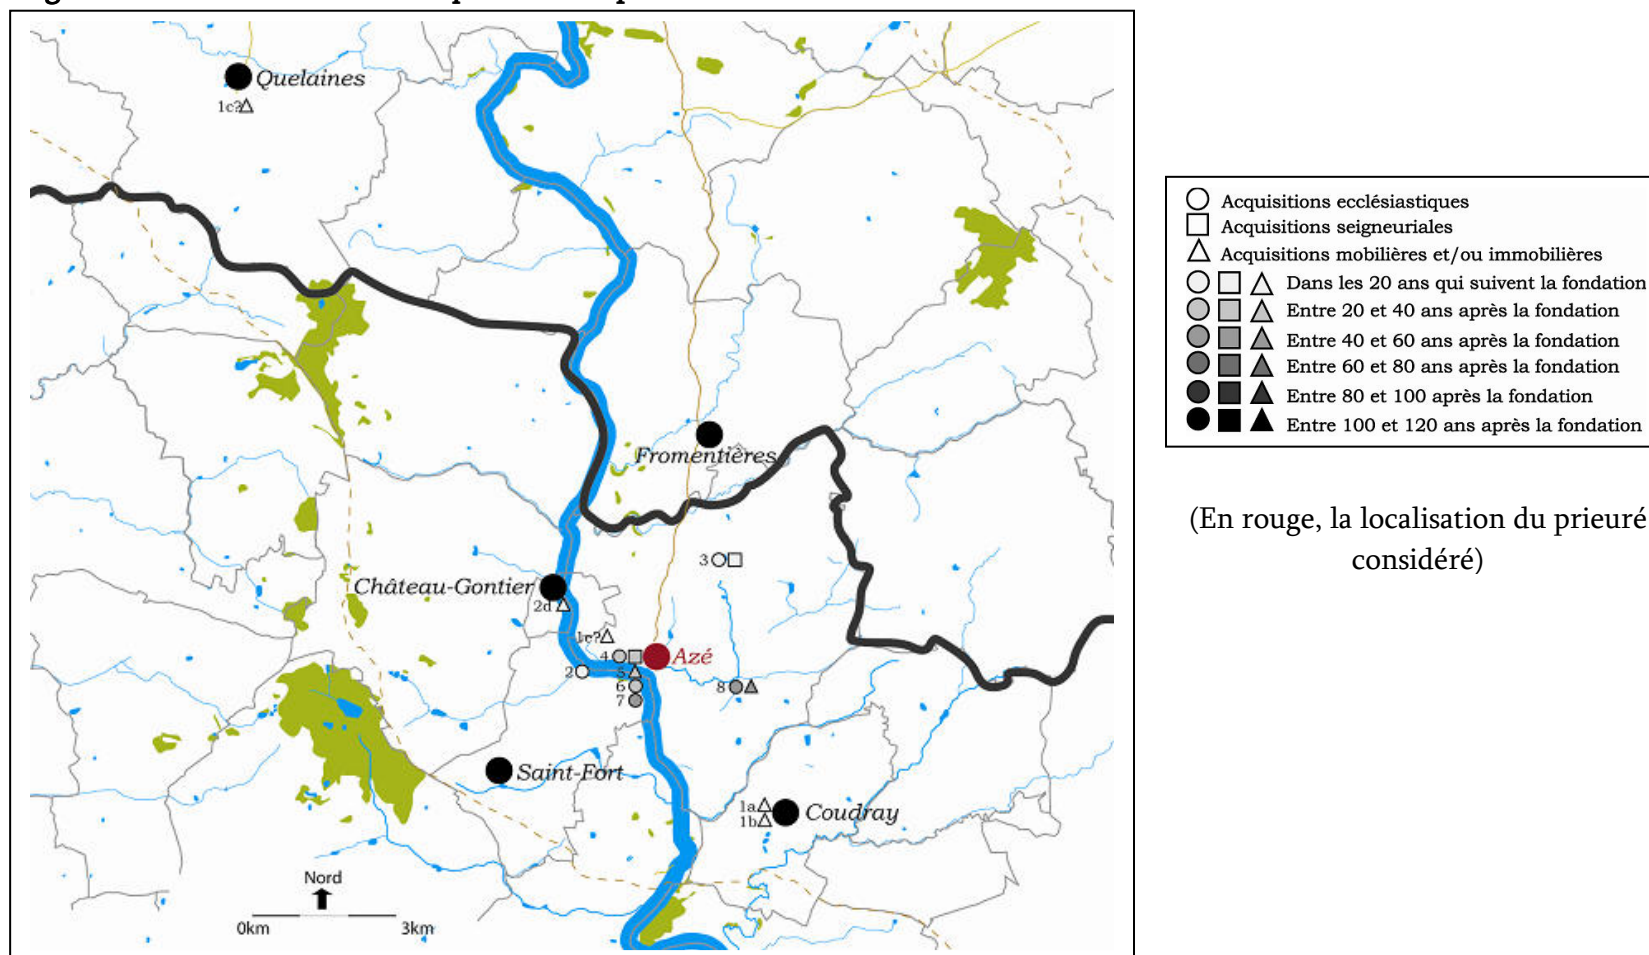 Quelaines
1c?
Fromentières
3
Château-Gontier
2d
1c?
4
Azé
2
5
6
8
7
Saint-Fort
1a
Coudray
1b
Nord
0km
3km
Acquisitions ecclésiastiques
Acquisitions seigneuriales
Acquisitions mobilières et/ou immobilières
Dans les 20 ans qui suivent la fondation
Entre 20 et 40 ans après la fondation
Entre 40 et 60 ans après la fondation
Entre 60 et 80 ans après la fondation
Entre 80 et 100 après la fondation
Entre 100 et 120 ans après la fondation
(En rouge, la localisation du prieuré
considéré)